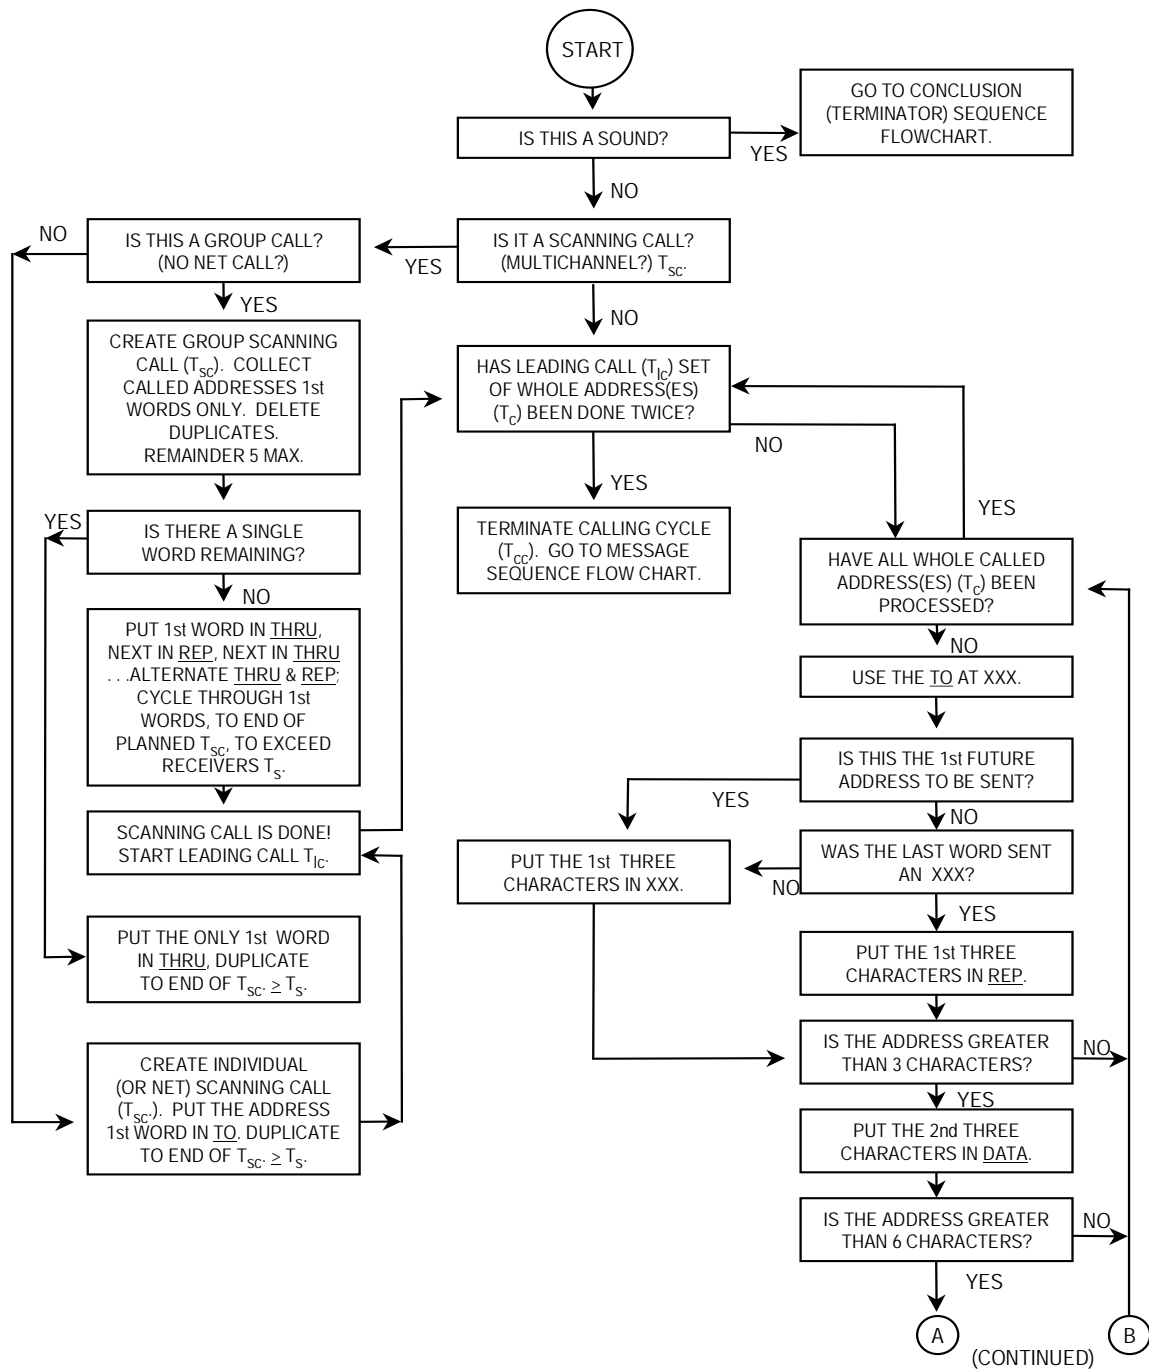 START
IS THIS A SOUND?
YES
GO TO CONCLUSION
(TERMINATOR) SEQUENCE
FLOWCHART.
NO
IS IT A SCANNING CALL?
(MULTICHANNEL?) Tsc.
YES
IS THIS A GROUP CALL?
(NO NET CALL?)
NO
YES
CREATE GROUP SCANNING
CALL (Tsc). COLLECT
CALLED ADDRESSES 1st
WORDS ONLY. DELETE
DUPLICATES.
REMAINDER 5 MAX.
IS THERE A SINGLE
WORD REMAINING?
YES
NO
PUT 1st WORD IN THRU,
NEXT IN REP, NEXT IN THRU
. . .ALTERNATE THRU & REP;
CYCLE THROUGH 1st
WORDS, TO END OF
PLANNED Tsc, TO EXCEED
RECEIVERS Ts.
SCANNING CALL IS DONE!
START LEADING CALL Tlc.
PUT THE ONLY 1st WORD
IN THRU, DUPLICATE
TO END OF Tsc. ≥ Ts.
CREATE INDIVIDUAL
(OR NET) SCANNING CALL
(Tsc.). PUT THE ADDRESS
1st WORD IN TO. DUPLICATE
TO END OF Tsc. ≥ Ts.
NO
HAS LEADING CALL (Tlc) SET
OF WHOLE ADDRESS(ES)
(Tc) BEEN DONE TWICE?
NO
YES
TERMINATE CALLING CYCLE
(Tcc). GO TO MESSAGE
SEQUENCE FLOW CHART.
YES
HAVE ALL WHOLE CALLED
ADDRESS(ES) (Tc) BEEN
PROCESSED?
NO
USE THE TO AT XXX.
IS THIS THE 1st FUTURE
ADDRESS TO BE SENT?
YES
NO
PUT THE 1st THREE
CHARACTERS IN XXX.
WAS THE LAST WORD SENT
AN XXX?
NO
YES
PUT THE 1st THREE
CHARACTERS IN REP.
IS THE ADDRESS GREATER
THAN 3 CHARACTERS?
NO
YES
PUT THE 2nd THREE
CHARACTERS IN DATA.
IS THE ADDRESS GREATER
THAN 6 CHARACTERS?
NO
YES
A
B
(CONTINUED)